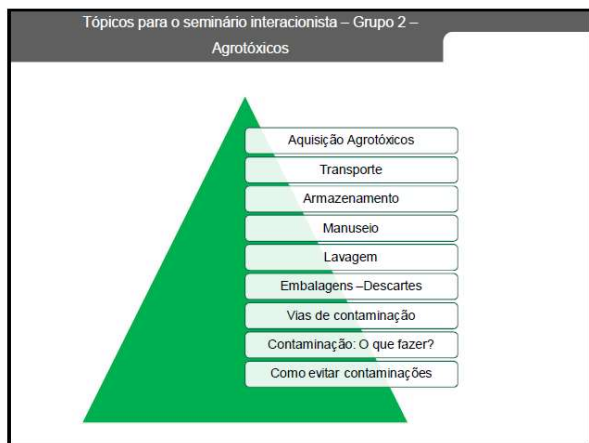 Tópicos para o seminário interacionista – Grupo 2 –
Agrotóxicos
Aquisição Agrotóxicos
Transporte
Armazenamento
Manuseio
Lavagem
Embalagens –Descartes
Vias de contaminação
Contaminação: O que fazer?
Como evitar contaminações